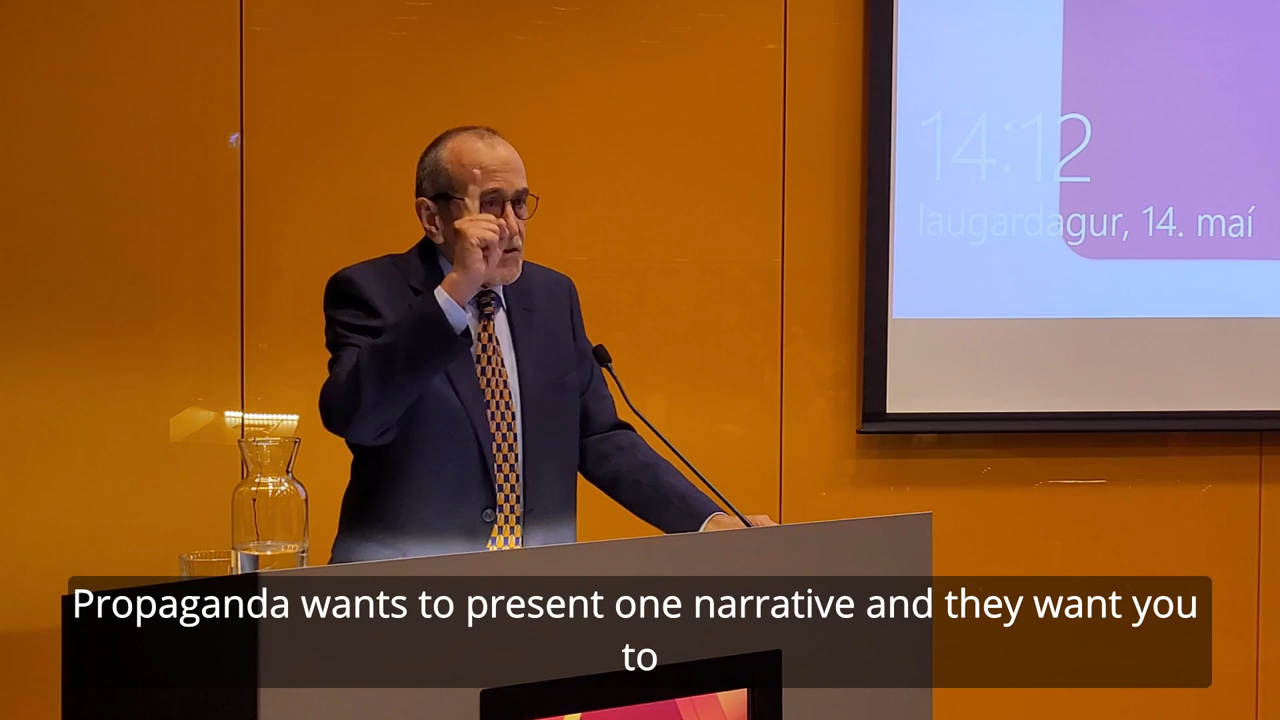 14:12
laugardagur, 14. maí
Propaganda wants to present one narrative and they want you
to